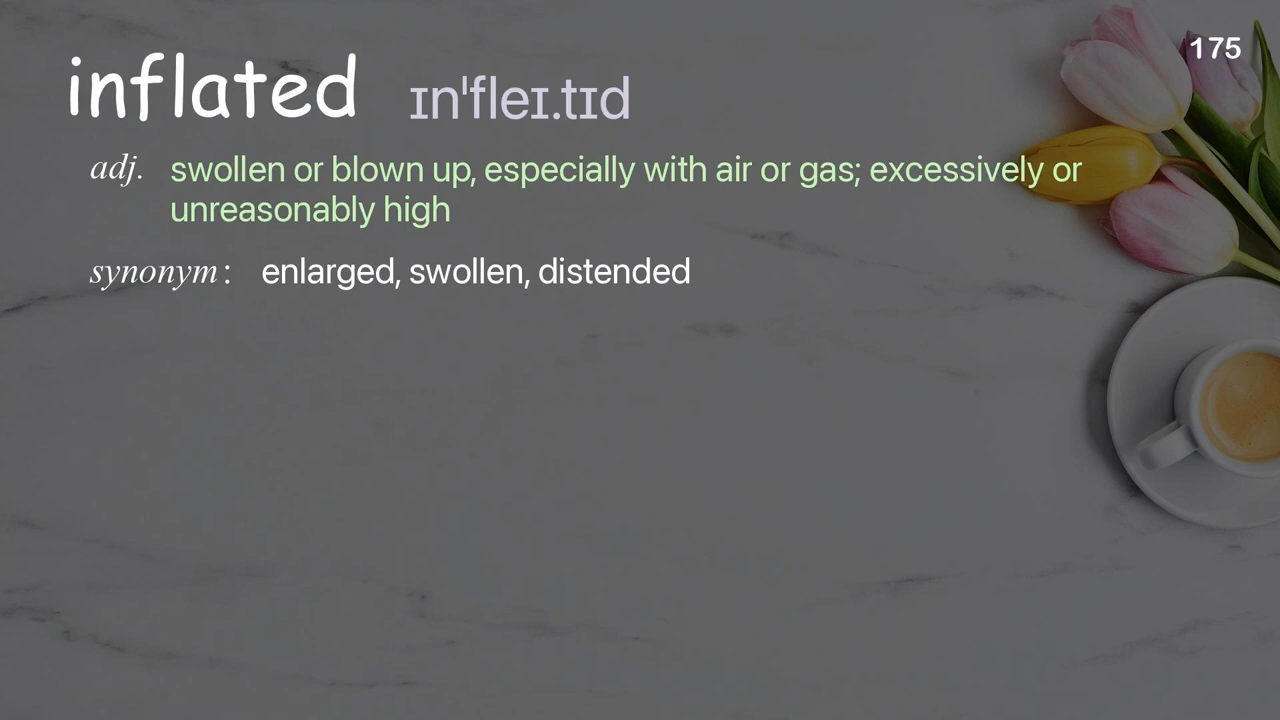 175
inflated ɪnˈfleɪ.tɪd
adj. swollen or blown up, especially with air or gas; excessively or
unreasonably high
synonym: enlarged, swollen, distended